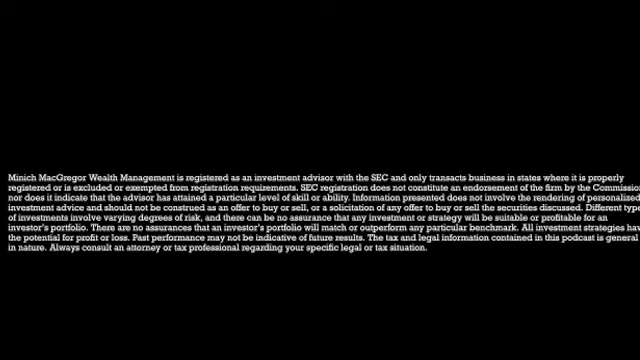 Minich MacGregor Wealth Management is registered as an investment advisor with the SEC and only transacts business in states where it is properly
registered or is excluded or exempted from registration requirements. SEC registration does not constitute an endorsement of the firm by the Commission
nor does it indicate that the advisor has attained a particular level of skill or ability. Information presented does not involve the rendering of personalized
investment advice and should not be construed as an offer to buy or sell, or a solicitation of any offer to buy or sell the securities discussed. Different type
of investments involve varying degrees of risk, and there can be no assurance that any investment or strategy will be suitable or profitable for an
investor's portfolio. There are no assurances that an investor's portfolio will match or outperform any particular benchmark. All investment strategies hav
the potential for profit or loss. Past performance may not be indicative of future results. The tax and legal information contained in this podcast is general
in nature. Always consult an attorney or tax professional regarding your specific legal or tax situation.